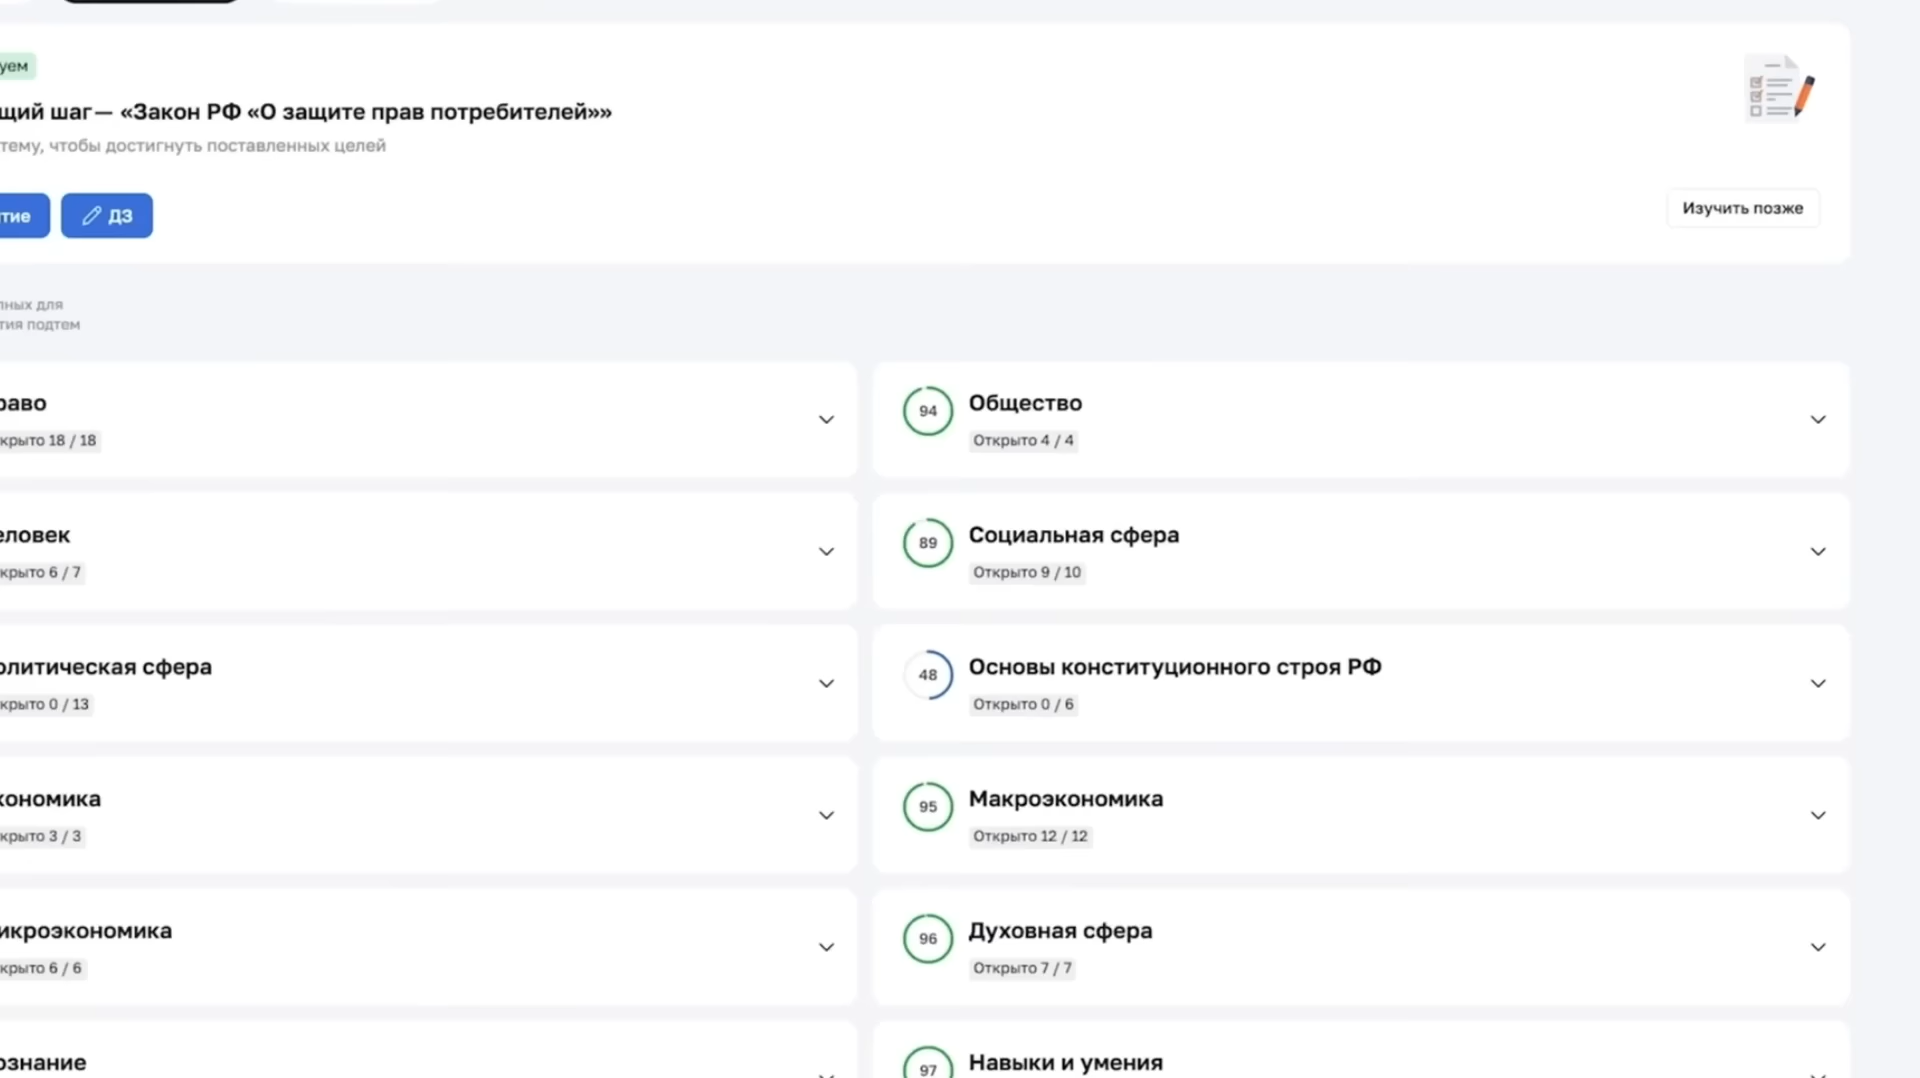 уем
щий шаг— «Закон РФ «О защите прав потребителей»»
тему, чтобы достигнуть поставленных целей
тие
ДЗ
Изучить позже
пных для
тия подтем
раво
крыто 18 / 18
94
Общество
Открыто 4 / 4
еловек
крыто 6 / 7
89
Социальная сфера
Открыто 9 / 10
олитическая сфера
крыто 0 / 13
48
Основы конституционного строя РФ
Открыто 0 / 6
кономика
крыто 3 / 3
95
Макроэкономика
Открыто 12 / 12
икроэкономика
крыто 6 / 6
96
Духовная сфера
Открыто 7 / 7
ознание
97
Навыки и умения